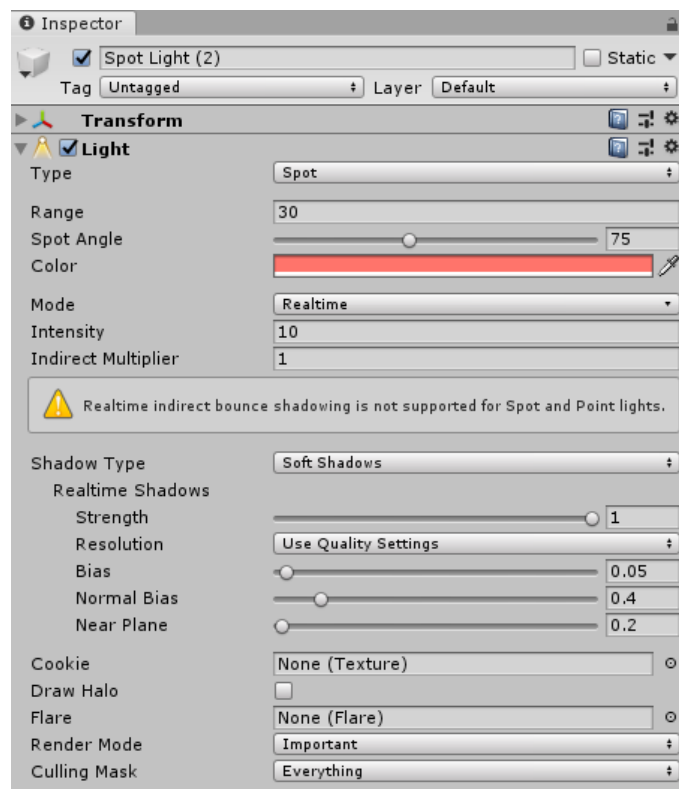 Inspector
Spot Light (2) Static
Tag Untagged Layer Default
Transform
Light
Type Spot
Range 30
Spot Angle 75
Color
Mode Realtime
Intensity 10
Indirect Multiplier 1
Realtime indirect bounce shadowing is not supported for Spot and Point lights.
Shadow Type Soft Shadows
Realtime Shadows
Strength 1
Resolution Use Quality Settings
Bias 0.05
Normal Bias 0.4
Near Plane 0.2
Cookie None (Texture)
Draw Halo
Flare None (Flare)
Render Mode Important
Culling Mask Everything